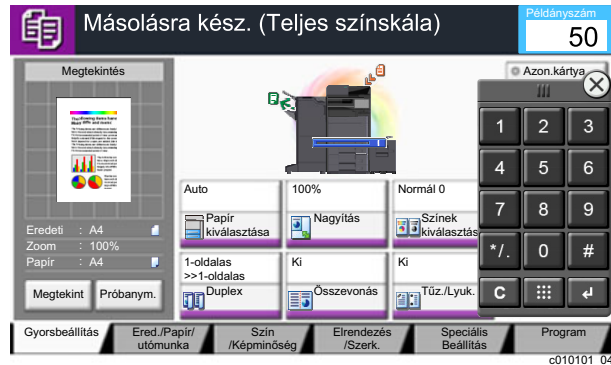 Másolásra kész. (Teljes színskála)
Példányszám
50
Megtekintés
Azon.kártya
Eredeti : A4
Zoom : 100%
Papír : A4
Megtekint
Próbanym.
Auto
Papír
kiválasztása
100%
Nagyítás
Normál 0
Színek
kiválasztás
1-oldalas
>>1-oldalas
Duplex
Ki
Összevonás
Ki
Tűz./Lyuk.
1 2 3
4 5 6
7 8 9
*/. 0 #
C
Gyorsbeállítás
Ered./Papír/
utómunka
Szín
/Képminőség
Elrendezés
/Szerk.
Speciális
Beállítás
Program
c010101 04